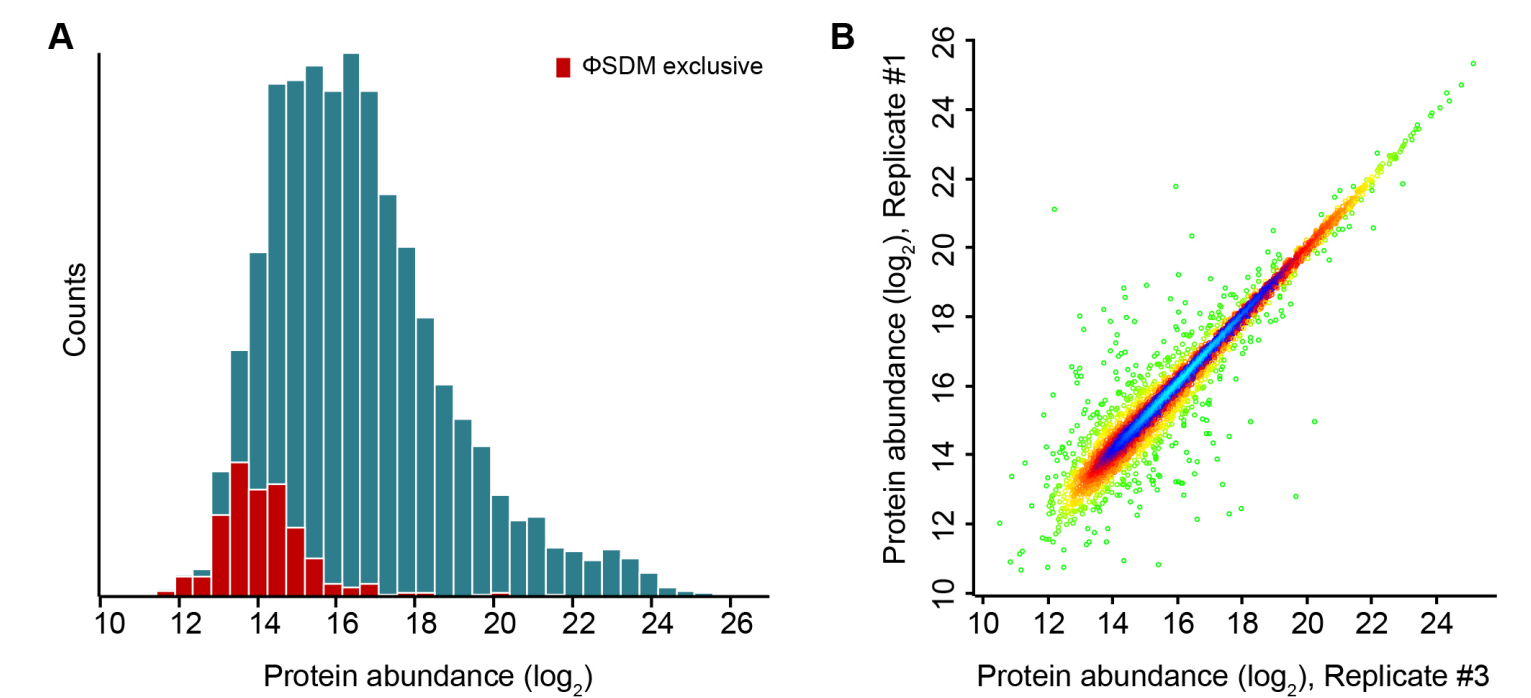 A
ΦSDM exclusive
Counts
10 12 14 16 18 20 22 24 26
Protein abundance (log₂)
B
Protein abundance (log₂), Replicate #1
26
24
22
20
18
16
14
12
10
10 12 14 16 18 20 22 24
Protein abundance (log₂), Replicate #3